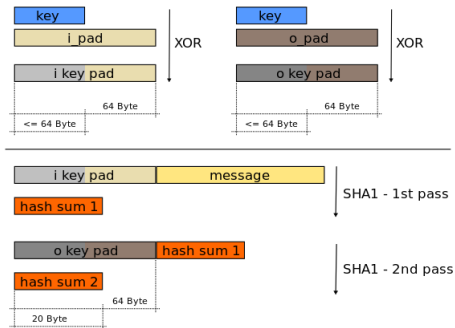 key
key
i_pad
XOR
o_pad
XOR
i key pad
o key pad
64 Byte
64 Byte
<= 64 Byte
<= 64 Byte
i key pad
message
SHA1 - 1st pass
hash sum 1
o key pad
hash sum 1
SHA1 - 2nd pass
hash sum 2
64 Byte
20 Byte